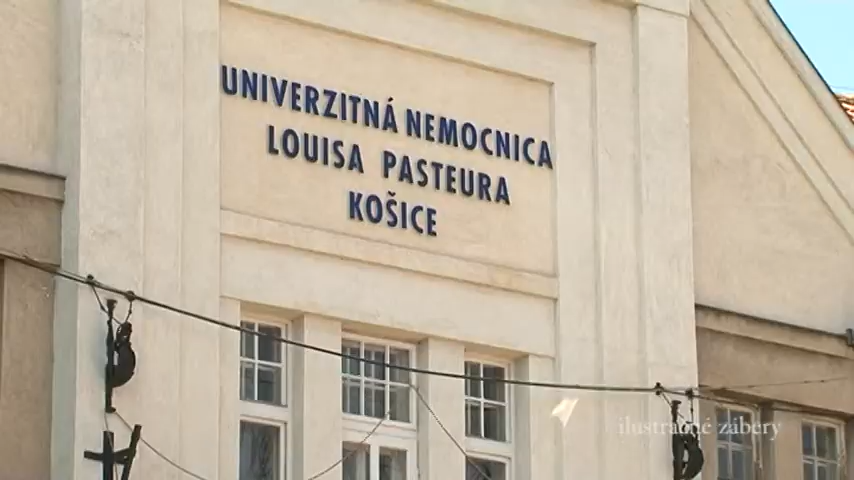 UNIVERZITNÁ NEMOCNICA
LOUISA PASTEURA
KOŠICE
ilustračné zábery